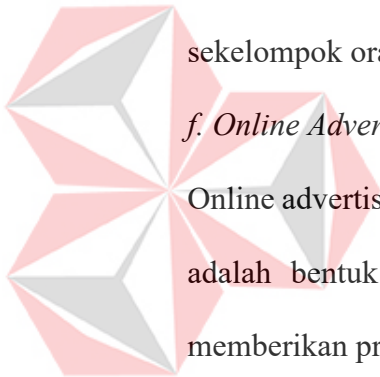 sekelompok ora
f. Online Adver
Online advertis
adalah bentuk
memberikan pr